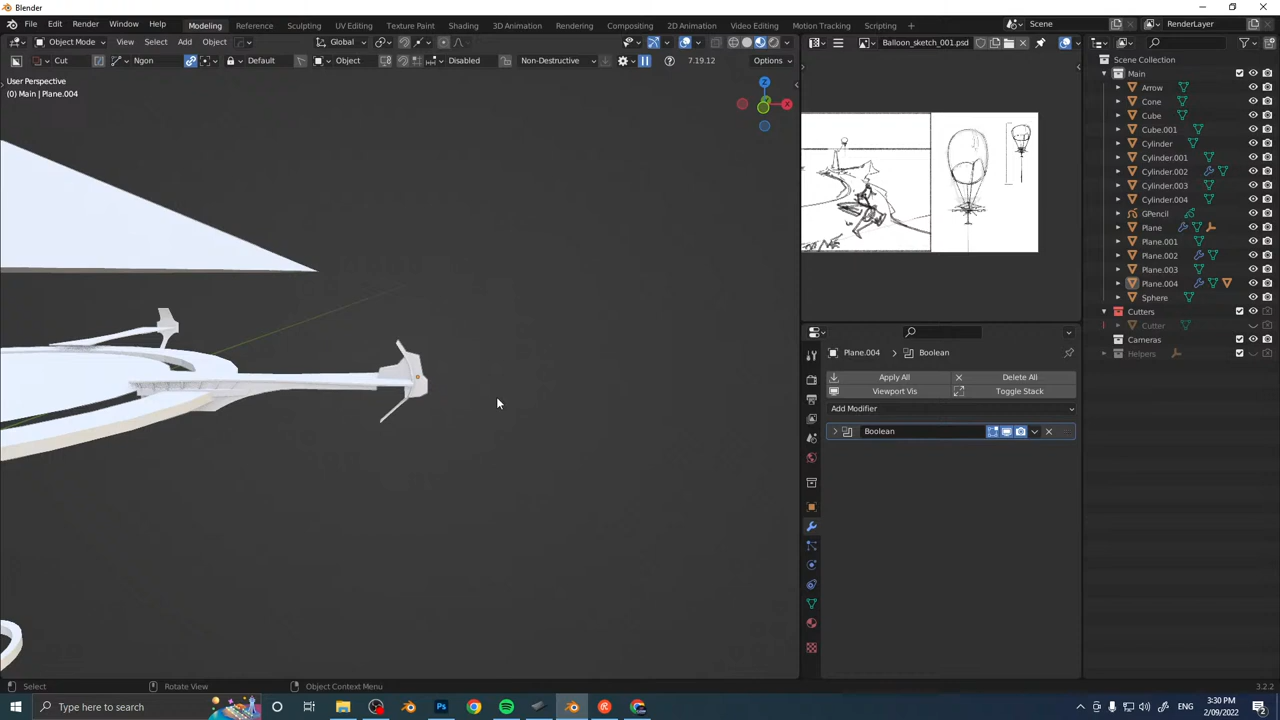 Blender
File Edit Render Window Help Modeling Reference Sculpting UV Editing Texture Paint Shading 3D Animation Rendering Compositing 2D Animation Video Editing Motion Tracking Scripting + Scene RenderLayer
Object Mode View Select Add Object Global Balloon_sketch_001.psd
Cut Ngon Default Object Disabled Non-Destructive 7.19.12 Options
User Perspective
(0) Main | Plane.004
Z
X
Scene Collection
Main
Arrow
Cone
Cube
Cube.001
Cylinder
Cylinder.001
Cylinder.002
Cylinder.003
Cylinder.004
GPencil
Plane
Plane.001
Plane.002
Plane.003
Plane.004
Sphere
Cutters
Cutter
Cameras
Helpers
Plane.004 > Boolean
Apply All Delete All
Viewport Vis Toggle Stack
Add Modifier
Boolean
Select Rotate View Object Context Menu 3.2.2
Type here to search
3:30 PM
2/09/2022